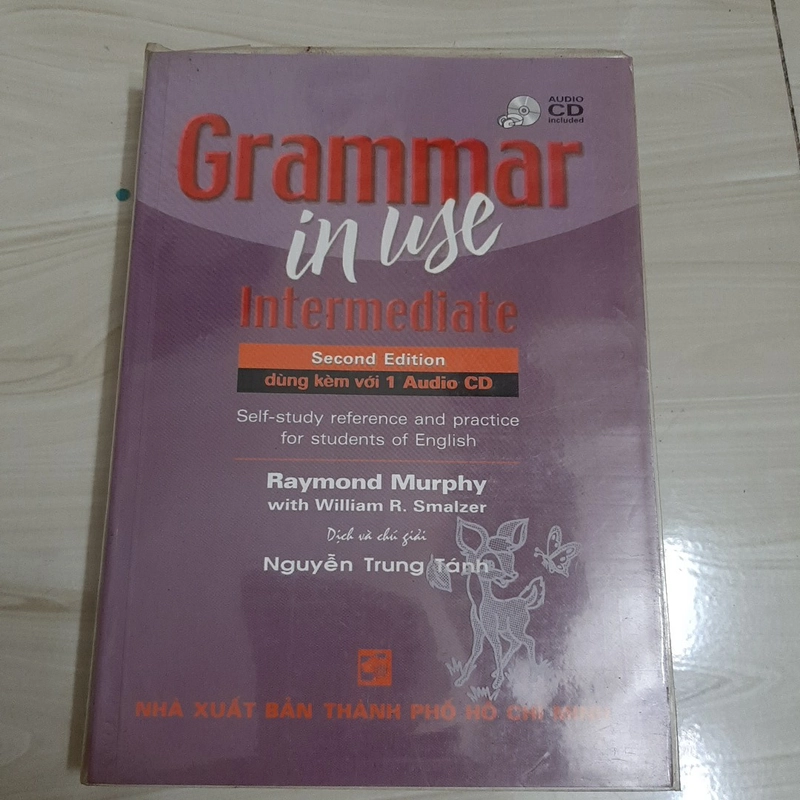 AUDIO
CD
included
Grammar
in use
Intermediate
Second Edition
dùng kèm với 1 Audio CD
Self-study reference and practice
for students of English
Raymond Murphy
with William R. Smalzer
Dịch và chú giải
Nguyễn Trung Tánh
NHÀ XUẤT BẢN THÀNH PHỐ HỒ CHÍ MINH